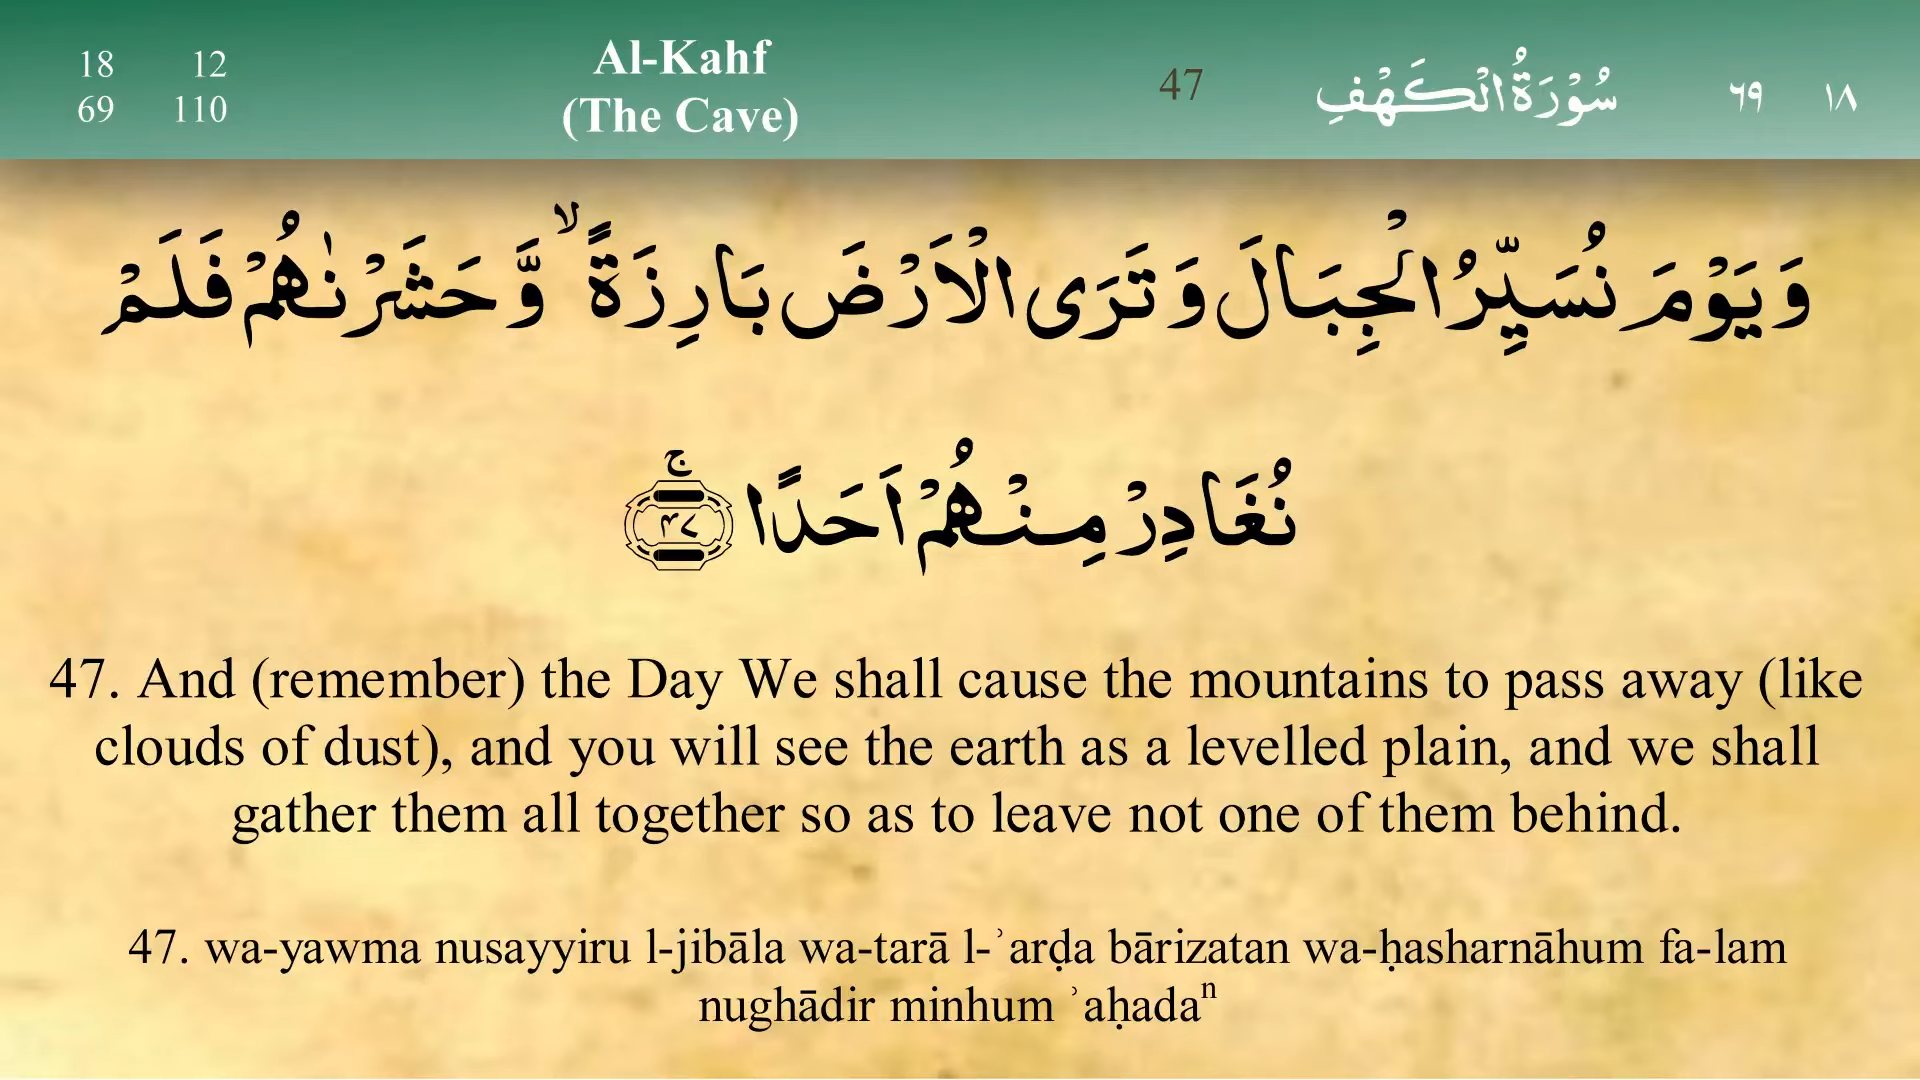 18 12
69 110
Al-Kahf
(The Cave)
47
سُوْرَةُ الْكَهْفِ
٦٩ ١٨
وَيَوْمَ نُسَيِّرُ الْجِبَالَ وَتَرَى الْاَرْضَ بَارِزَةً ۙ وَّحَشَرْنٰهُمْ فَلَمْ
نُغَادِرْ مِنْهُمْ اَحَدًا ۚ ۴۷
47. And (remember) the Day We shall cause the mountains to pass away (like
clouds of dust), and you will see the earth as a levelled plain, and we shall
gather them all together so as to leave not one of them behind.
47. wa-yawma nusayyiru l-jibāla wa-tarā l-ʾarḍa bārizatan wa-ḥasharnāhum fa-lam
nughādir minhum ʾaḥadaⁿ